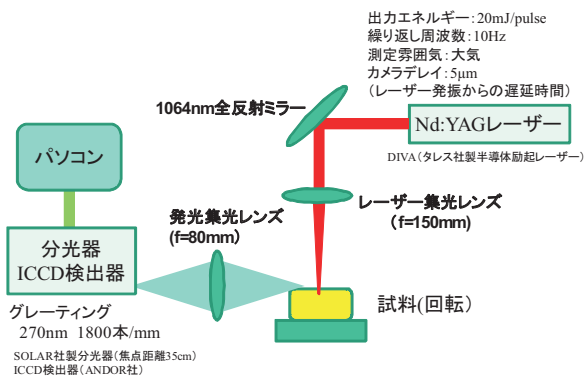 出力エネルギー：20mJ/pulse
繰り返し周波数：10Hz
測定雰囲気：大気
カメラデレイ：5μm
（レーザー発振からの遅延時間）
1064nm全反射ミラー
Nd:YAGレーザー
DIVA（タレス社製半導体励起レーザー）
パソコン
発光集光レンズ
(f=80mm）
レーザー集光レンズ
（f=150mm)
分光器
ICCD検出器
試料(回転）
グレーティング
270nm 1800本/mm
SOLAR社製分光器（焦点距離35cm）
ICCD検出器（ANDOR社）